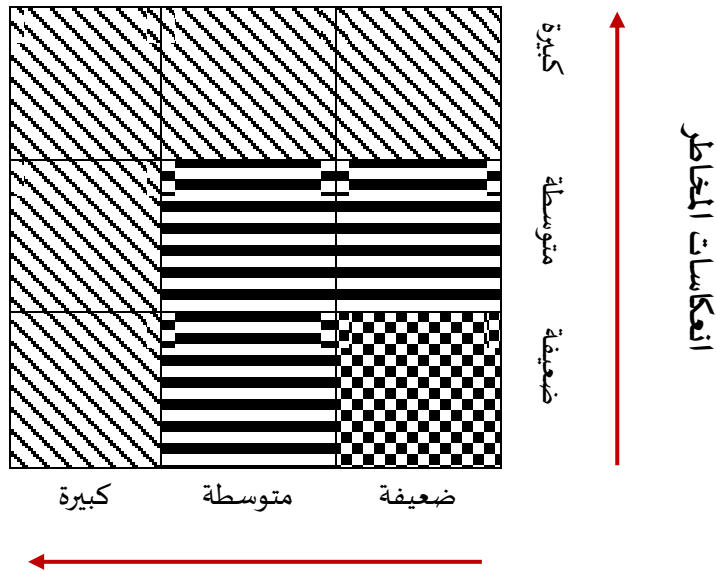 كبيرة
متوسطة
ضعيفة
انعكاسات المخاطر
ضعيفة
متوسطة
كبيرة